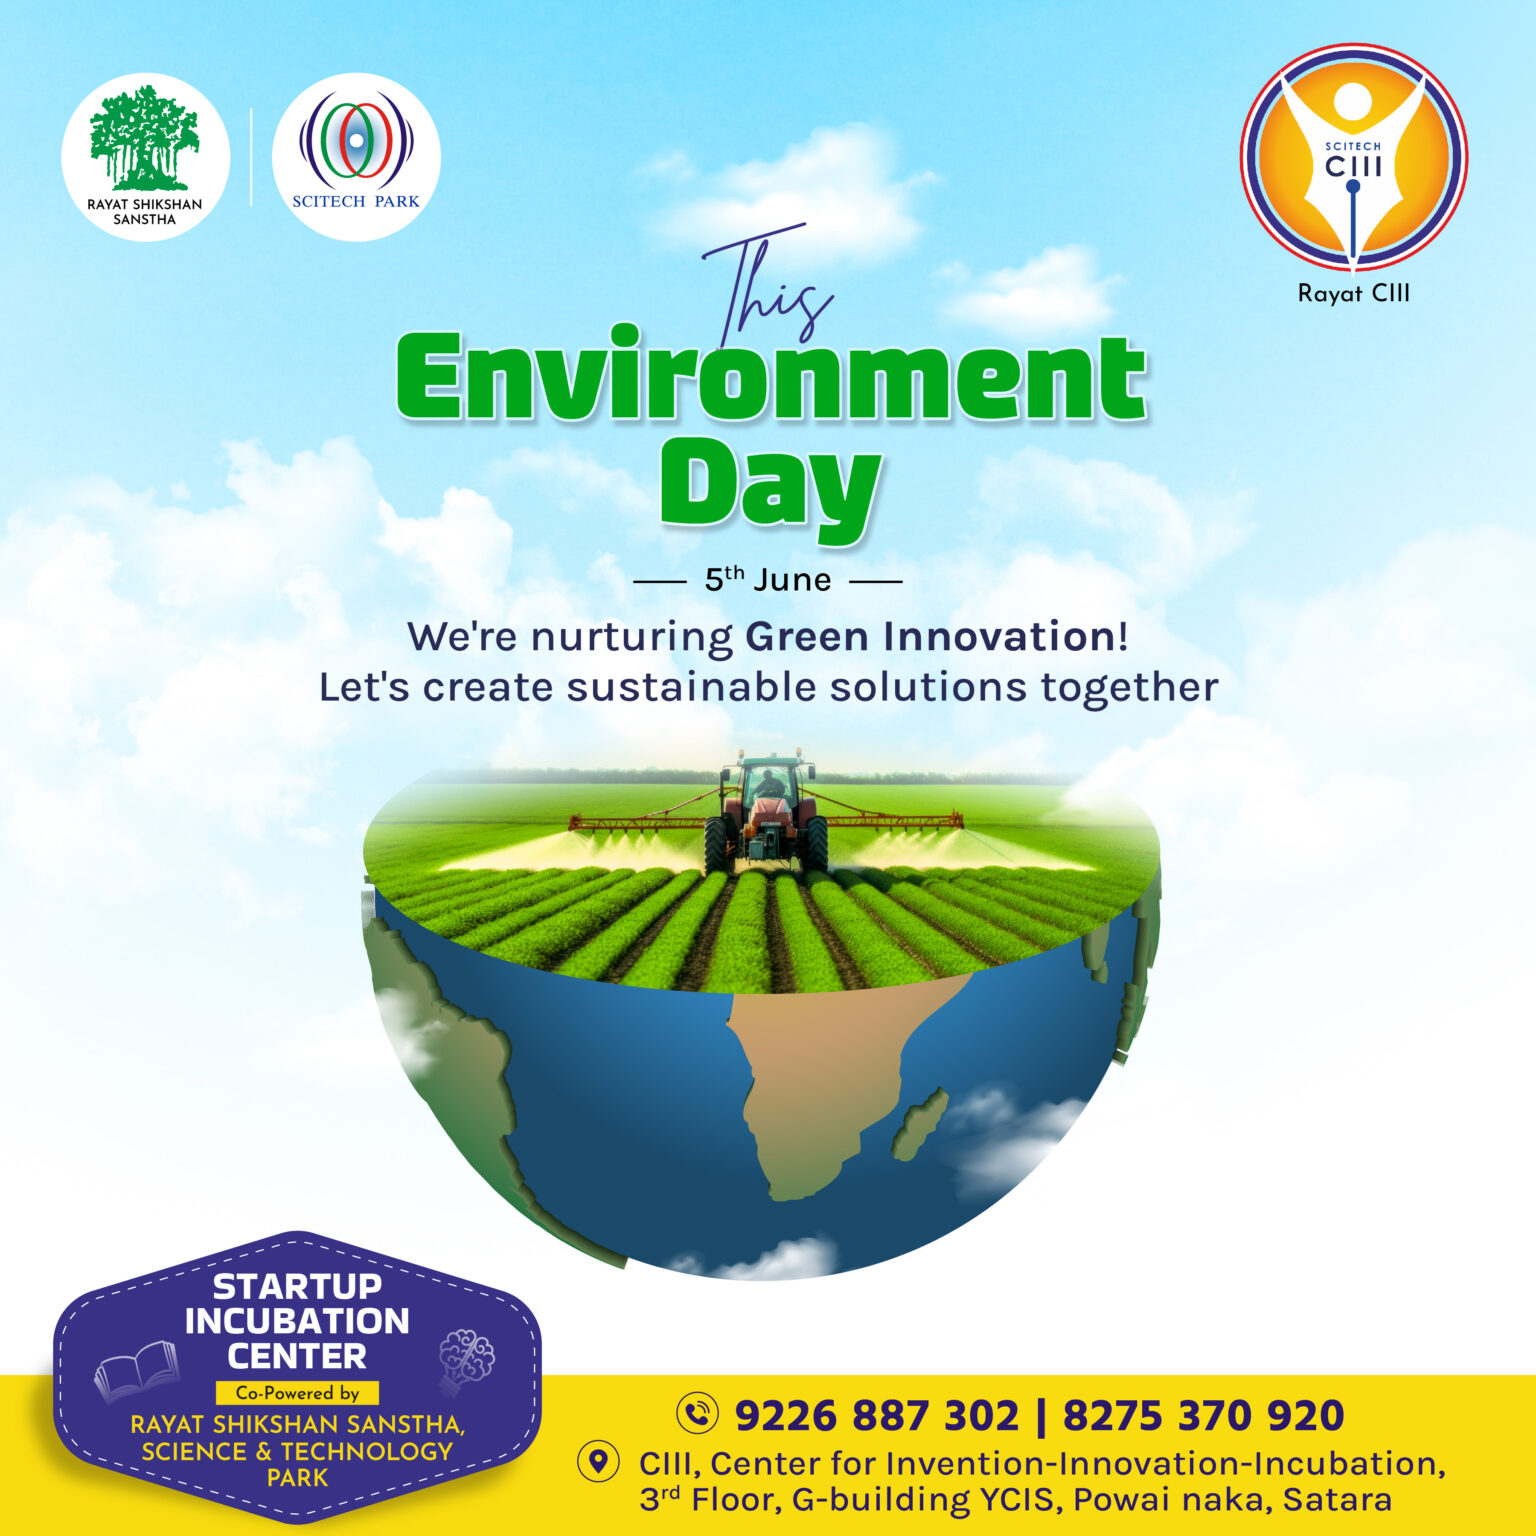 RAYAT SHIKSHAN
SANSTHA
SCITECH PARK
SCITECH
CIII
Rayat CIII
This
Environment
Day
5th June
We're nurturing Green Innovation!
Let's create sustainable solutions together
STARTUP
INCUBATION
CENTER
Co-Powered by
RAYAT SHIKSHAN SANSTHA,
SCIENCE & TECHNOLOGY
PARK
9226 887 302 | 8275 370 920
CIII, Center for Invention-Innovation-Incubation,
3rd Floor, G-building YCIS, Powai naka, Satara